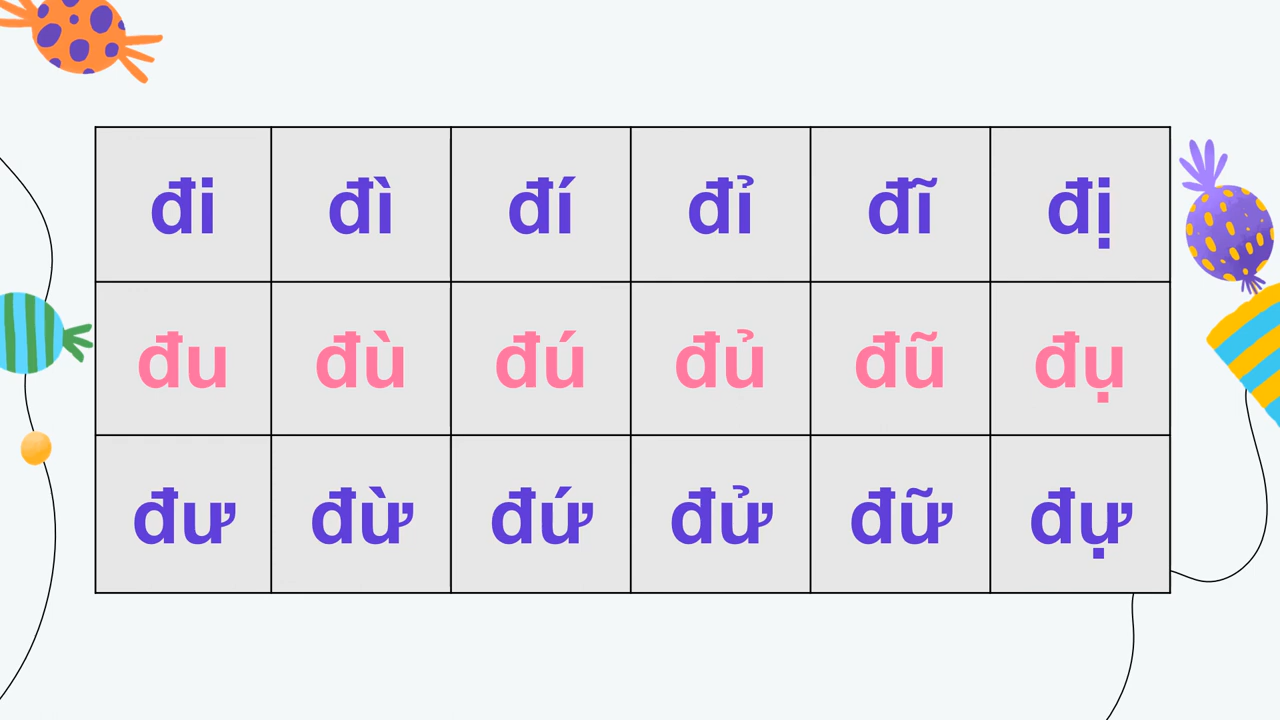 đi đì đí đỉ đĩ đị
đu đù đú đủ đũ đụ
đư đừ đứ đử đữ đự